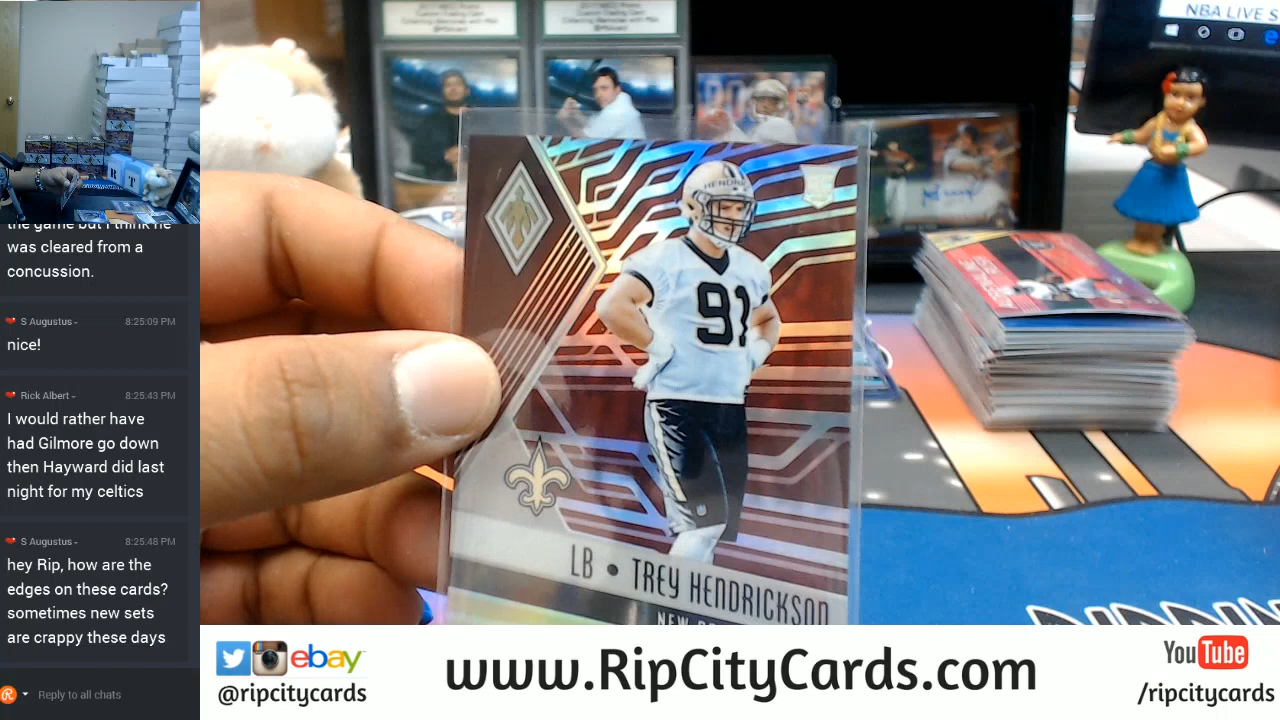 the game but I think he
was cleared from a
concussion.
S Augustus
8:25:09 PM
nice!
Rick Albert
8:25:43 PM
I would rather have
had Gilmore go down
then Hayward did last
night for my celtics
S Augustus
8:25:48 PM
hey Rip, how are the
edges on these cards?
sometimes new sets
are crappy these days
Reply to all chats
NBA LIVE S
91
LB • TREY HENDRICKSON
ebay
@ripcitycards
www.RipCityCards.com
YouTube
/ripcitycards